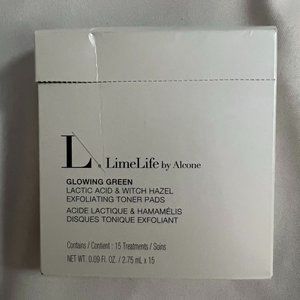 L. LimeLife by Alcone
GLOWING GREEN
LACTIC ACID & WITCH HAZEL
EXFOLIATING TONER PADS
ACIDE LACTIQUE & HAMAMÉLIS
DISQUES TONIQUE EXFOLIANT
Contains / Contient : 15 Treatments / Soins
NET WT. 0.09 Fl. OZ. / 2.75 mL x 15